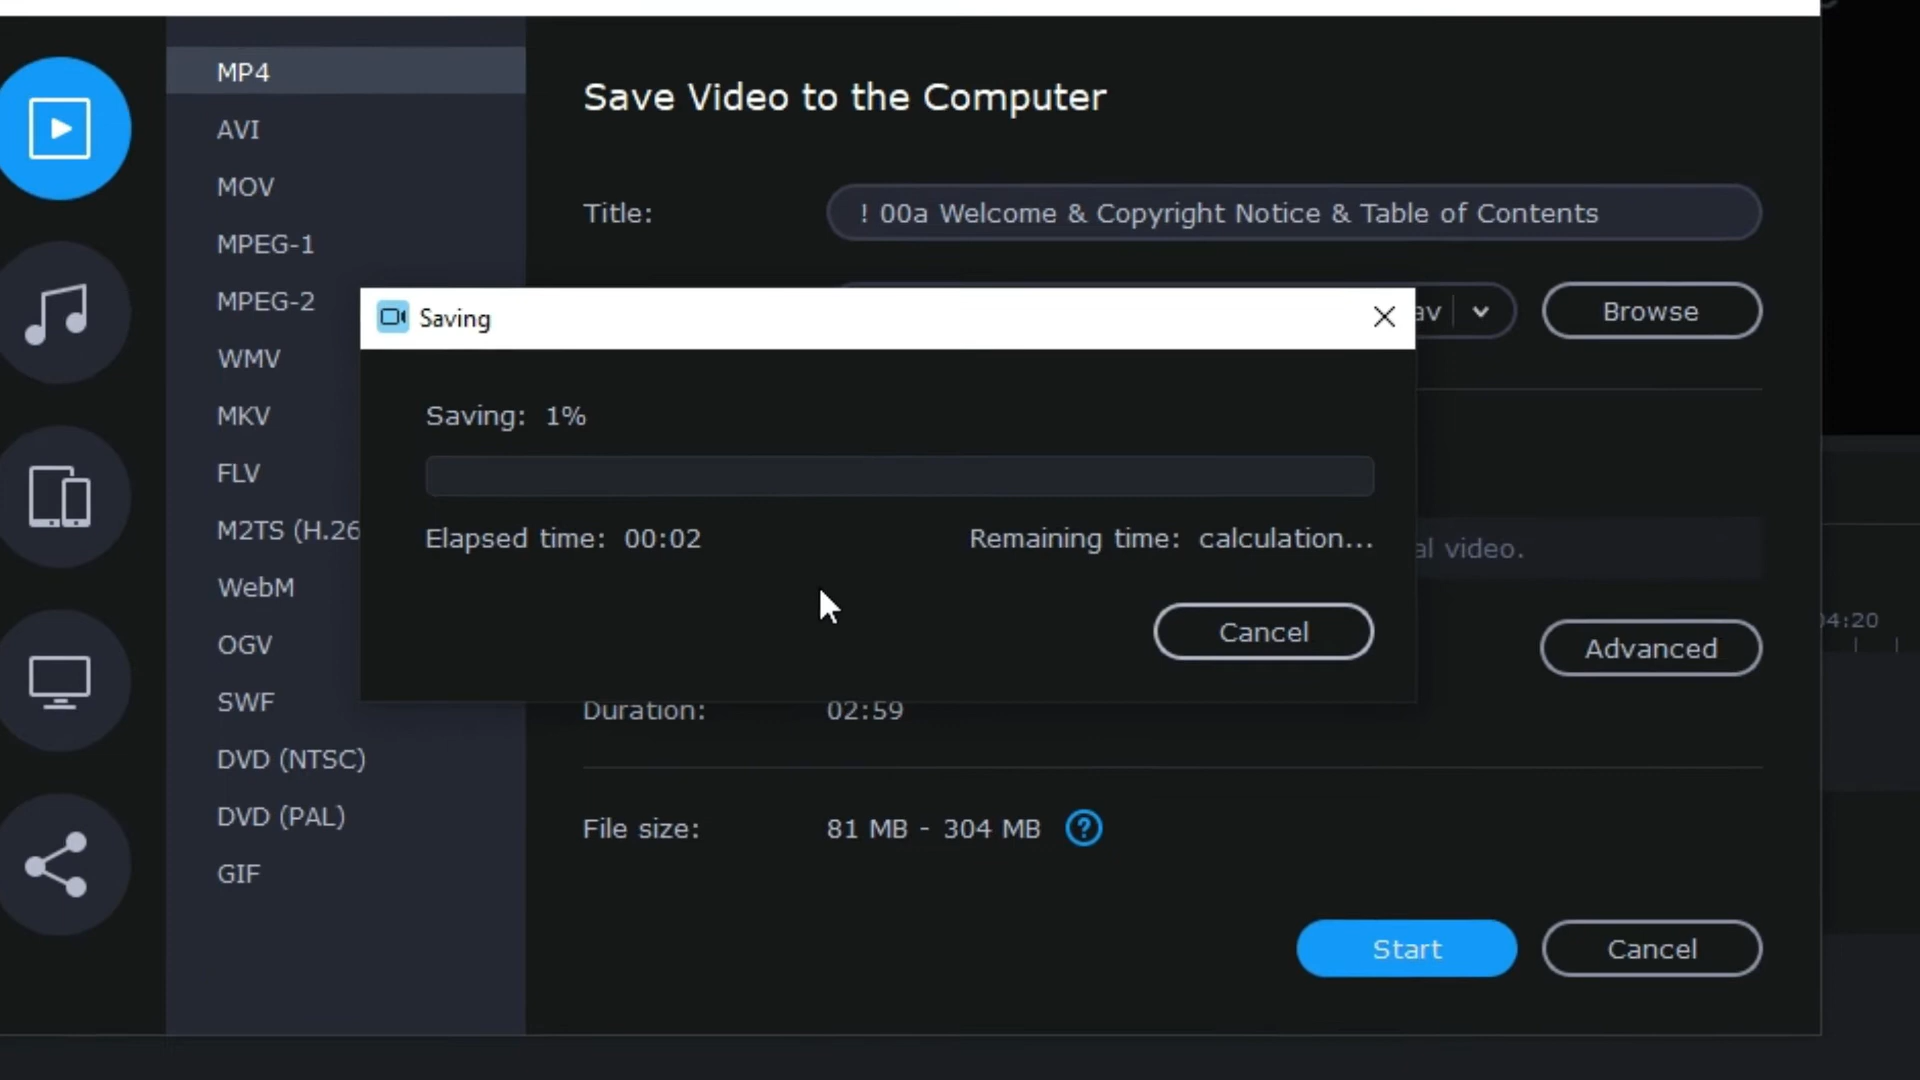 MP4
AVI
MOV
MPEG-1
MPEG-2
WMV
MKV
FLV
M2TS (H.26
WebM
OGV
SWF
DVD (NTSC)
DVD (PAL)
GIF
Save Video to the Computer
Title: ! 00a Welcome & Copyright Notice & Table of Contents
av Browse
Saving
Saving: 1%
Elapsed time: 00:02 Remaining time: calculation...
Cancel
al video.
Advanced
Duration: 02:59
File size: 81 MB - 304 MB ?
Start Cancel
04:20